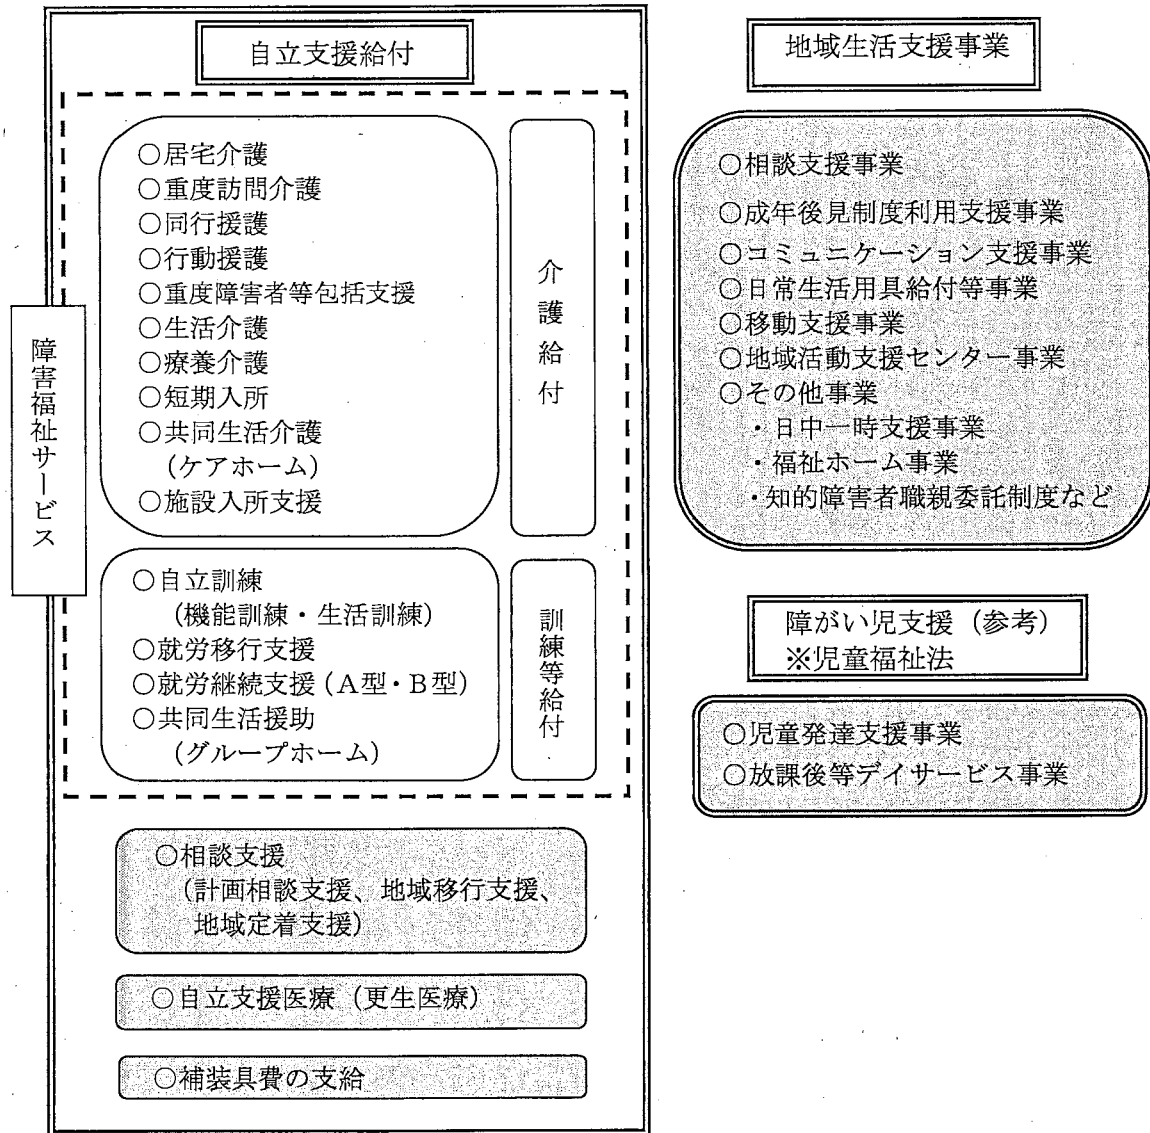 自立支援給付
障害福祉サービス
○居宅介護
○重度訪問介護
○同行援護
○行動援護
○重度障害者等包括支援
○生活介護
○療養介護
○短期入所
○共同生活介護
(ケアホーム)
○施設入所支援
介護給付
○自立訓練
(機能訓練・生活訓練)
○就労移行支援
○就労継続支援(A型・B型)
○共同生活援助
(グループホーム)
訓練等給付
○相談支援
(計画相談支援、地域移行支援、
地域定着支援)
○自立支援医療(更生医療)
○補装具費の支給
地域生活支援事業
○相談支援事業
○成年後見制度利用支援事業
○コミュニケーション支援事業
○日常生活用具給付等事業
○移動支援事業
○地域活動支援センター事業
○その他事業
・日中一時支援事業
・福祉ホーム事業
・知的障害者職親委託制度など
障がい児支援(参考)
※児童福祉法
○児童発達支援事業
○放課後等デイサービス事業